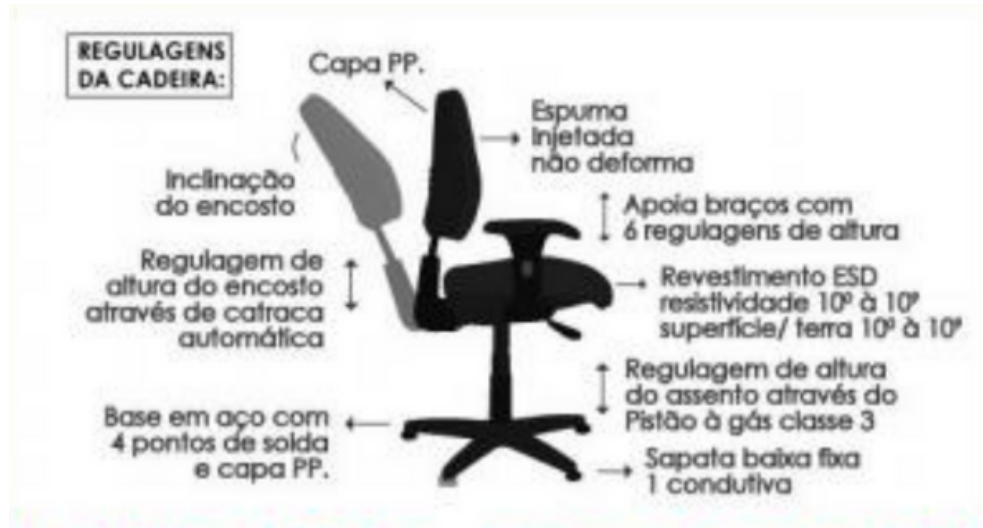 REGULAGENS
DA CADEIRA:
Capa PP.
Espuma
Injetada
não deforma
Inclinação
do encosto
Apoia braços com
6 regulagens de altura
Regulagem de
altura do encosto
através de catraca
automática
Revestimento ESD
resistividade à
superfície/ terra à
Regulagem de altura
do assento através do
Pistão à gás classe 3
Base em aço com
4 pontos de solda
e capa PP.
Sapata baixa fixa
1 condutiva